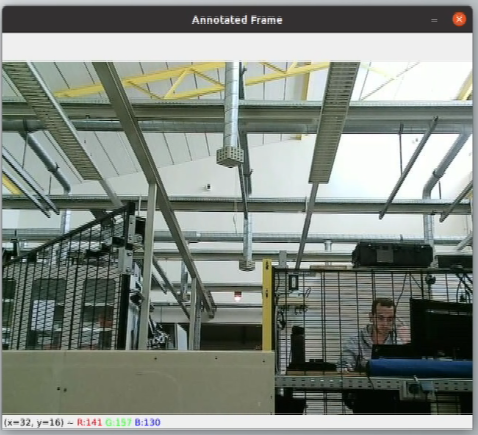 Annotated Frame
(x=32, y=16) ~ R:141 G:157 B:130